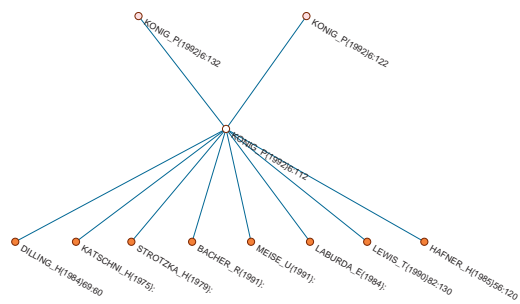 KONIG_P(1992)6:132
KONIG_P(1992)6:122
KONIG_P(1992)6:112
DILLING_H(1984)69:60
KATSCHNI_H(1975):
STROTZKA_H(1979):
BACHER_R(1991):
MEISE_U(1991):
LABURDA_E(1984):
LEWIS_T(1990)82:130
HAFNER_H(1985)56:120